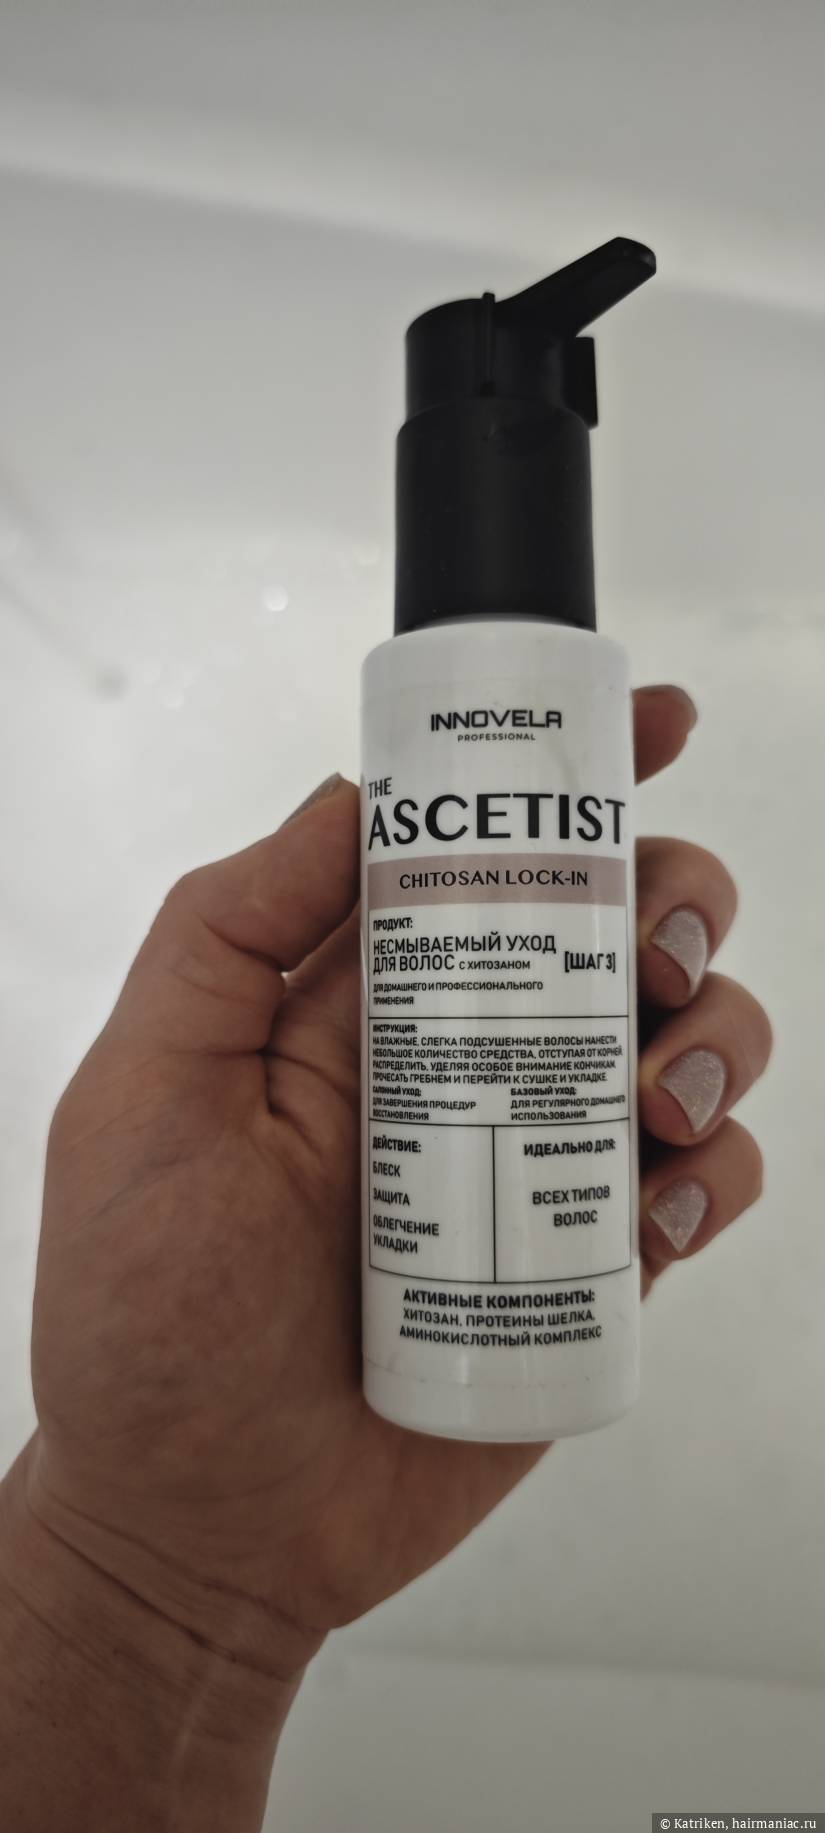 INNOVELA
PROFESSIONAL
THE
ASCETIST
CHITOSAN LOCK-IN
ПРОДУКТ:
НЕСМЫВАЕМЫЙ УХОД
ДЛЯ ВОЛОС С ХИТОЗАНОМ
[ШАГ 3]
ДЛЯ ДОМАШНЕГО И ПРОФЕССИОНАЛЬНОГО
ПРИМЕНЕНИЯ
ИНСТРУКЦИЯ:
НА ВЛАЖНЫЕ, СЛЕГКА ПОДСУШЕННЫЕ ВОЛОСЫ НАНЕСТИ
НЕБОЛЬШОЕ КОЛИЧЕСТВО СРЕДСТВА, ОТСТУПАЯ ОТ КОРНЕЙ,
РАСПРЕДЕЛИТЬ, УДЕЛЯЯ ОСОБОЕ ВНИМАНИЕ КОНЧИКАМ.
ПРОЧЕСАТЬ ГРЕБНЕМ И ПЕРЕЙТИ К СУШКЕ И УКЛАДКЕ.
САЛОННЫЙ УХОД:
ДЛЯ ЗАВЕРШЕНИЯ ПРОЦЕДУР
ВОССТАНОВЛЕНИЯ
БАЗОВЫЙ УХОД:
ДЛЯ РЕГУЛЯРНОГО ДОМАШНЕГО
ИСПОЛЬЗОВАНИЯ
ДЕЙСТВИЕ:
БЛЕСК
ЗАЩИТА
ОБЛЕГЧЕНИЕ
УКЛАДКИ
ИДЕАЛЬНО ДЛЯ:
ВСЕХ ТИПОВ
ВОЛОС
АКТИВНЫЕ КОМПОНЕНТЫ:
ХИТОЗАН, ПРОТЕИНЫ ШЕЛКА,
АМИНОКИСЛОТНЫЙ КОМПЛЕКС
© Katriken, hairmaniac.ru